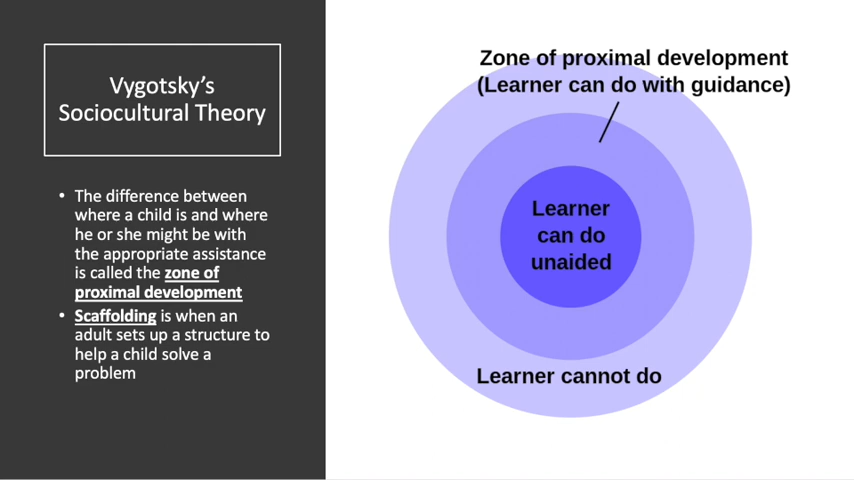 Vygotsky’s
Sociocultural Theory
• The difference between
where a child is and where
he or she might be with
the appropriate assistance
is called the zone of
proximal development
• Scaffolding is when an
adult sets up a structure to
help a child solve a
problem
Zone of proximal development
(Learner can do with guidance)
Learner
can do
unaided
Learner cannot do